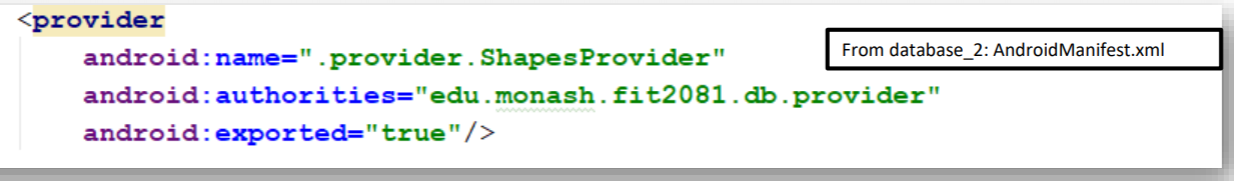 <provider
android:name=".provider.ShapesProvider"
From database_2: AndroidManifest.xml
android:authorities="edu.monash.fit2081.db.provider"
android:exported="true"/>